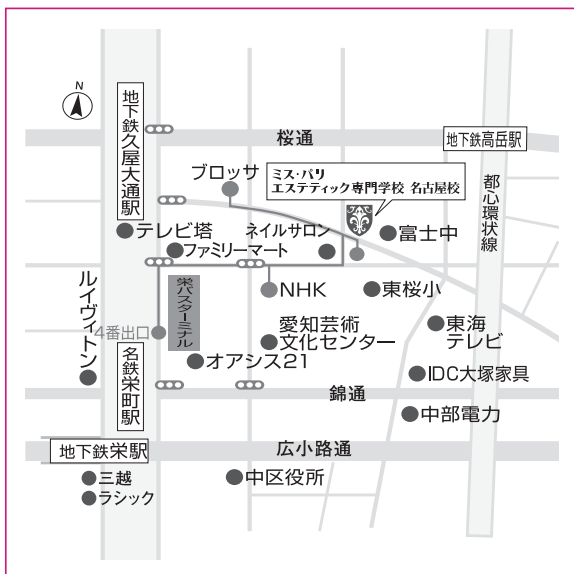 N
地下鉄久屋大通駅
桜通
地下鉄高岳駅
ブロッサ
ミス・パリ
エステティック専門学校 名古屋校
都心環状線
テレビ塔
ネイルサロン
富士中
ファミリーマート
ルイヴィトン
栄バスターミナル
NHK
東桜小
4番出口
愛知芸術
文化センター
東海
テレビ
名鉄栄町駅
オアシス21
IDC大塚家具
錦通
中部電力
地下鉄栄駅
広小路通
三越
ラシック
中区役所